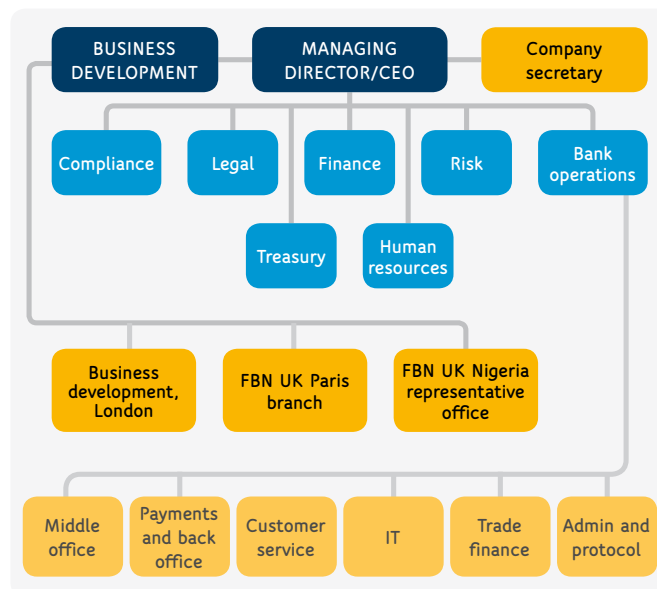 BUSINESS
DEVELOPMENT
MANAGING
DIRECTOR/CEO
Company
secretary
Compliance
Legal
Finance
Risk
Bank
operations
Treasury
Human
resources
Business
development,
London
FBN UK Paris
branch
FBN UK Nigeria
representative
office
Middle
office
Payments
and back
office
Customer
service
IT
Trade
finance
Admin and
protocol